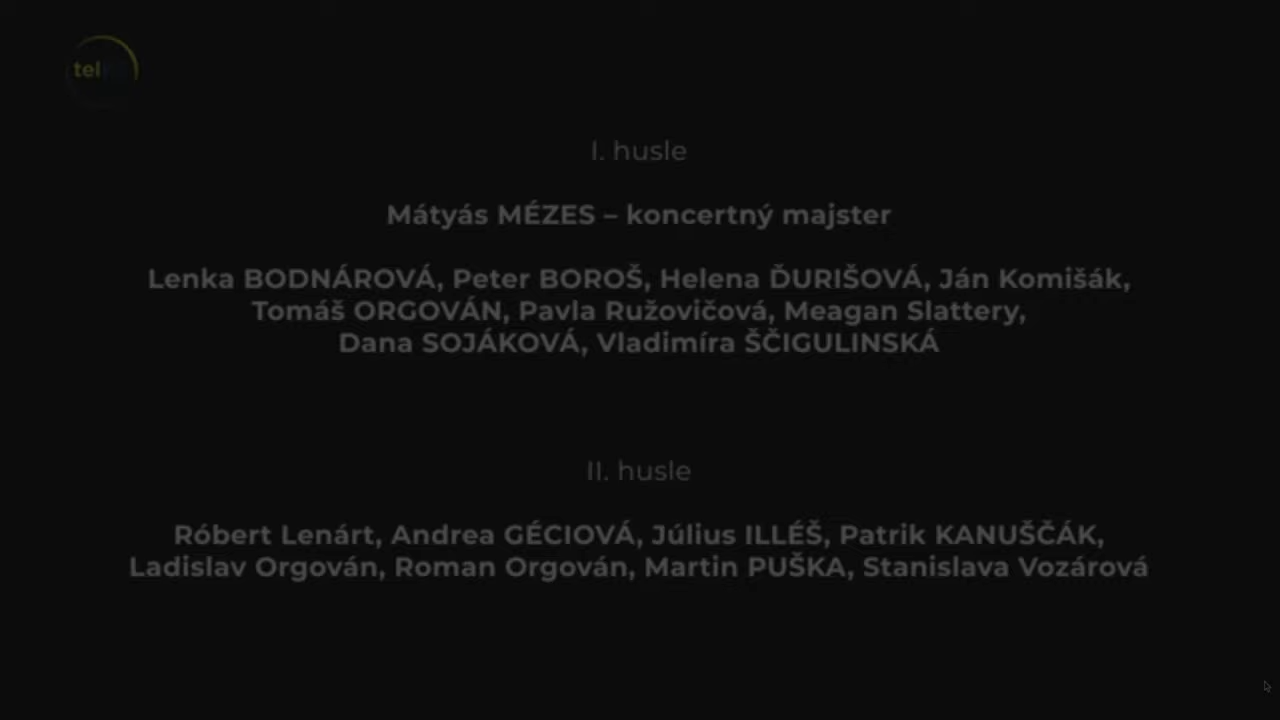 tel
I. husle
Mátyás MÉZES – koncertný majster
Lenka BODNÁROVÁ, Peter BOROŠ, Helena ĎURIŠOVÁ, Ján Komišák,
Tomáš ORGOVÁN, Pavla Ružovičová, Meagan Slattery,
Dana SOJÁKOVÁ, Vladimíra ŠČIGULINSKÁ
II. husle
Róbert Lenárt, Andrea GÉCIOVÁ, Július ILLÉŠ, Patrik KANUŠČÁK,
Ladislav Orgován, Roman Orgován, Martin PUŠKA, Stanislava Vozárová